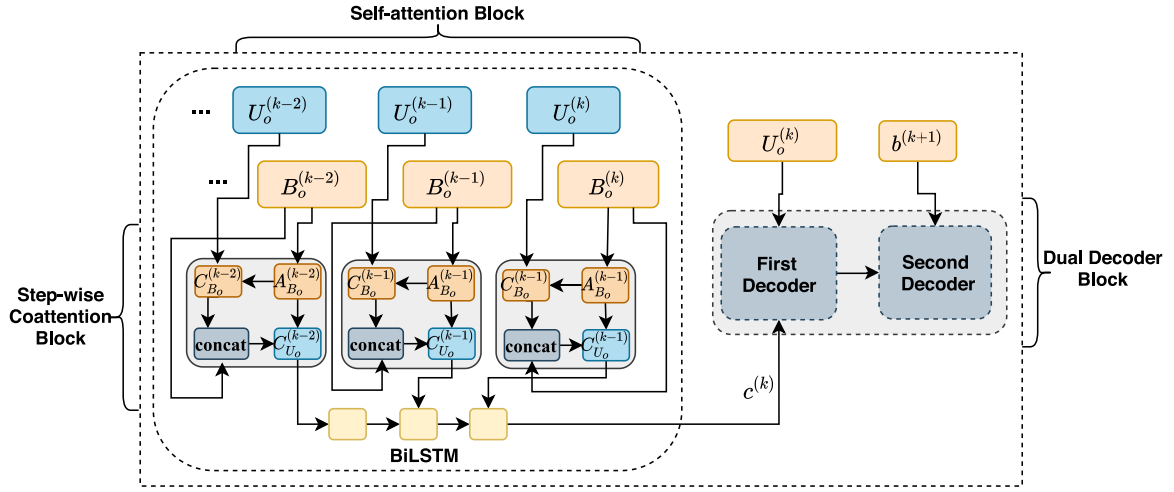 Self-attention Block
... U_o^{(k-2)} U_o^{(k-1)} U_o^{(k)}
U_o^{(k)} b^{(k+1)}
... B_o^{(k-2)} B_o^{(k-1)} B_o^{(k)}
Step-wise
Coattention
Block
C_{B_o}^{(k-2)} A_{B_o}^{(k-2)} C_{B_o}^{(k-1)} A_{B_o}^{(k-1)} C_{B_o}^{(k-1)} A_{B_o}^{(k-1)}
concat C_{U_o}^{(k-2)} concat C_{U_o}^{(k-1)} concat C_{U_o}^{(k-1)}
First
Decoder
Second
Decoder
Dual Decoder
Block
c^{(k)}
BiLSTM